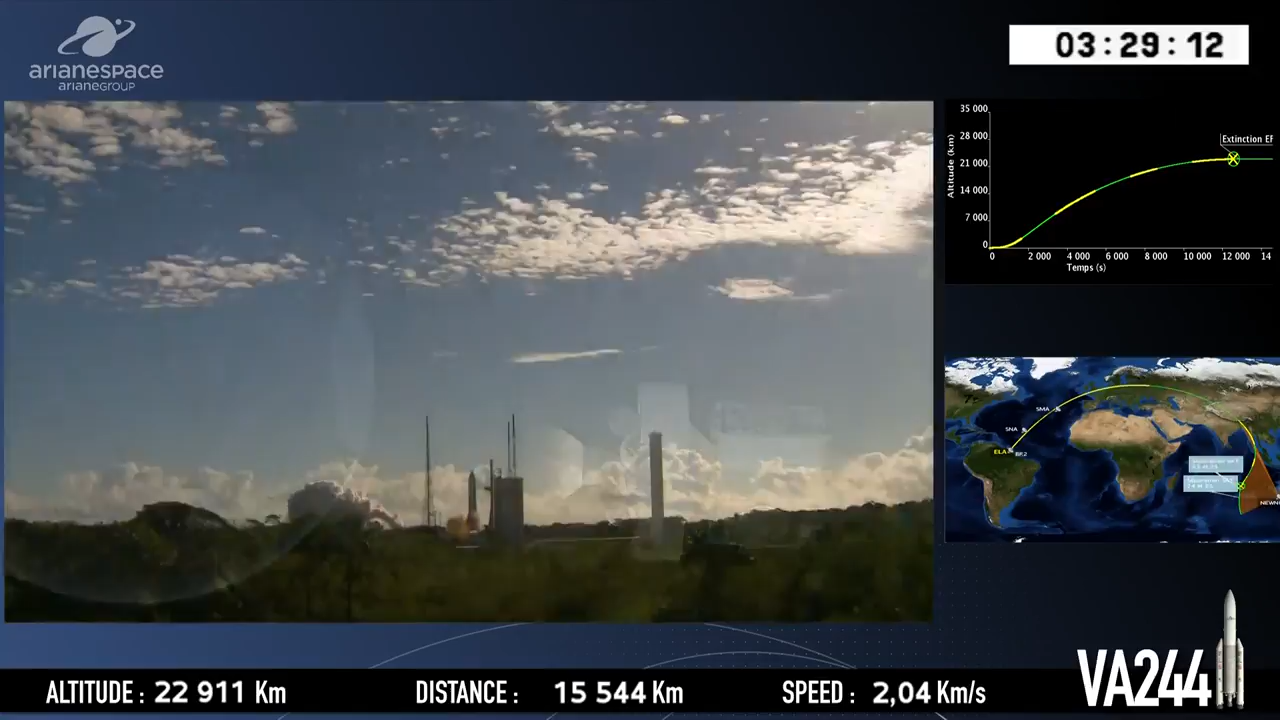 arianespace
arianeGROUP
03:29:12
35 000
28 000
21 000
14 000
7 000
0
Altitude (km)
Extinction EF
0 2 000 4 000 6 000 8 000 10 000 12 000 14
Temps (s)
SMA
SNA
ELA
BR2
NEWN
ALTITUDE : 22 911 Km
DISTANCE : 15 544 Km
SPEED : 2,04 Km/s
VA244